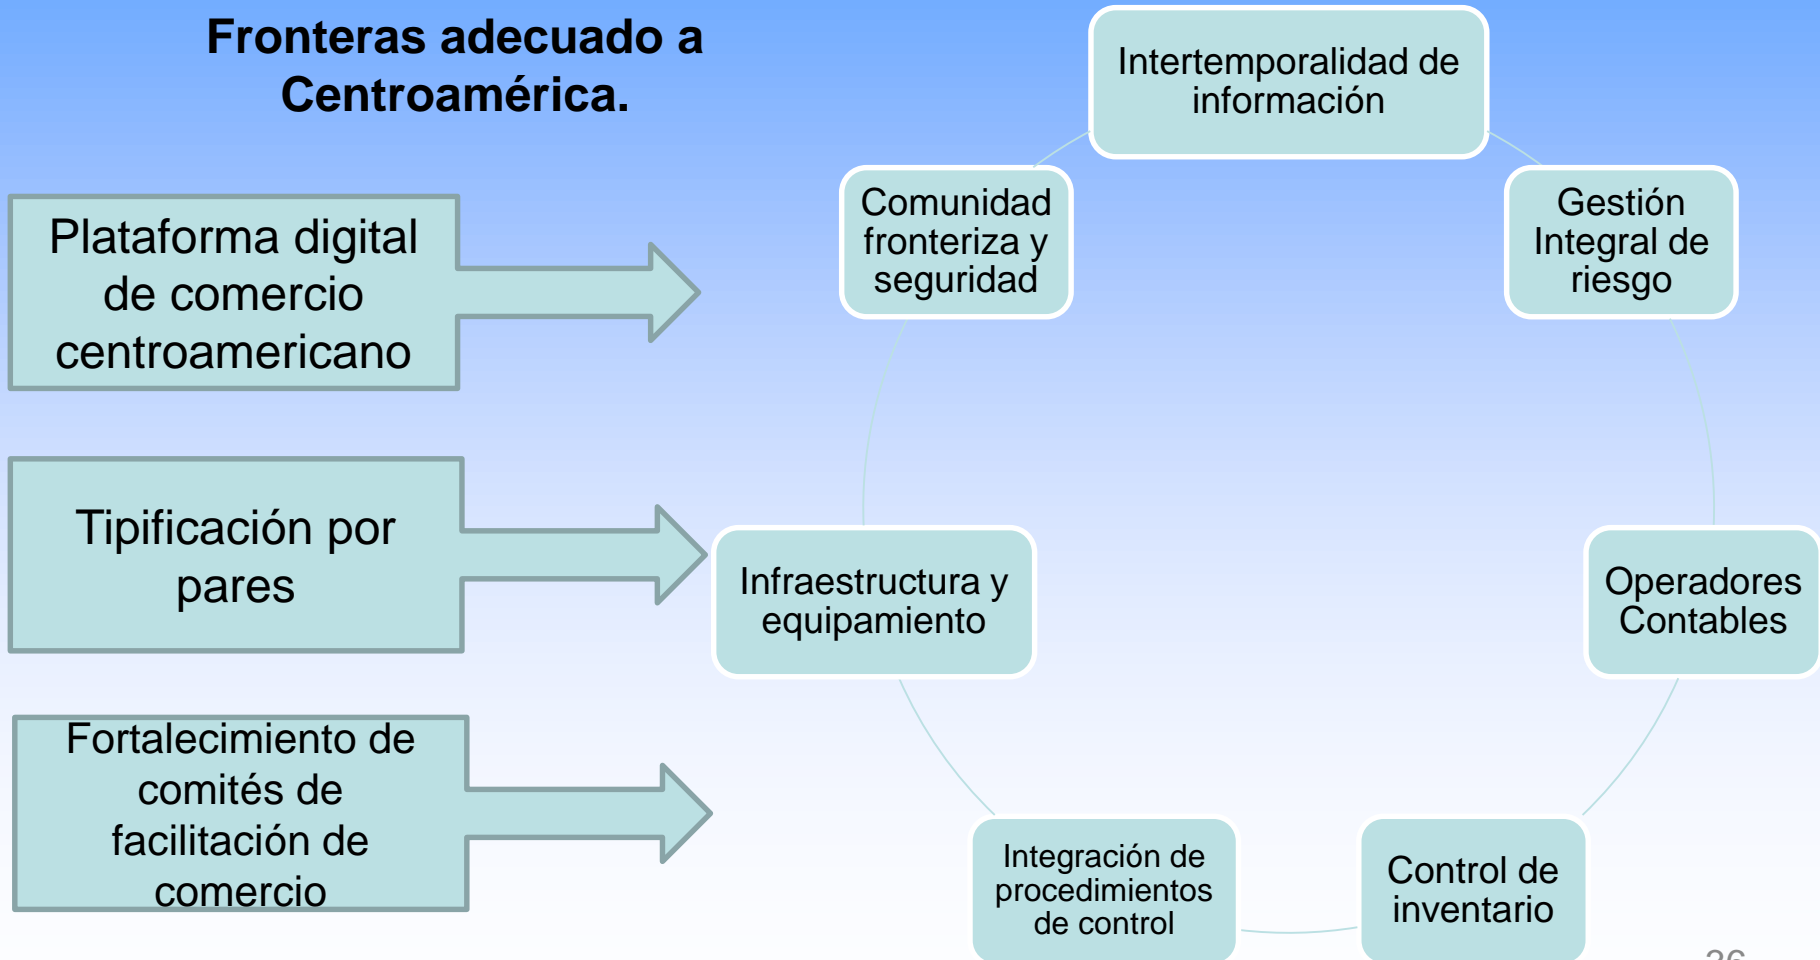 Fronteras adecuado a
Centroamérica.
Plataforma digital
de comercio
centroamericano
Tipificación por
pares
Fortalecimiento de
comités de
facilitación de
comercio
Intertemporalidad de
información
Gestión
Integral de
riesgo
Operadores
Contables
Control de
inventario
Integración de
procedimientos
de control
Infraestructura y
equipamiento
Comunidad
fronteriza y
seguridad